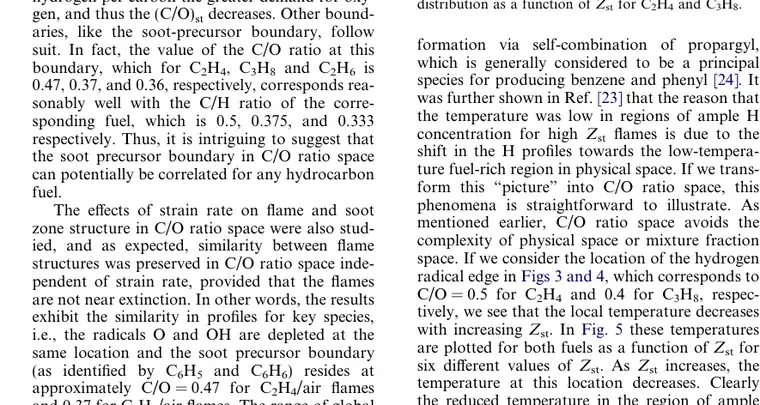 hydrogen per carbon the greater demand for oxy-
gen, and thus the (C/O)st decreases. Other bound-
aries, like the soot-precursor boundary, follow
suit. In fact, the value of the C/O ratio at this
boundary, which for C2H4, C3H8 and C2H6 is
0.47, 0.37, and 0.36, respectively, corresponds rea-
sonably well with the C/H ratio of the corre-
sponding fuel, which is 0.5, 0.375, and 0.333
respectively. Thus, it is intriguing to suggest that
the soot precursor boundary in C/O ratio space
can potentially be correlated for any hydrocarbon
fuel.
The effects of strain rate on flame and soot
zone structure in C/O ratio space were also stud-
ied, and as expected, similarity between flame
structures was preserved in C/O ratio space inde-
pendent of strain rate, provided that the flames
are not near extinction. In other words, the results
exhibit the similarity in profiles for key species,
i.e., the radicals O and OH are depleted at the
same location and the soot precursor boundary
(as identified by C6H5 and C6H6) resides at
approximately C/O = 0.47 for C2H4/air flames
and 0.37 for C3H8/air flames. The range of global
distribution as a function of Zst for C2H4 and C3H8.
formation via self-combination of propargyl,
which is generally considered to be a principal
species for producing benzene and phenyl [24]. It
was further shown in Ref. [23] that the reason that
the temperature was low in regions of ample H
concentration for high Zst flames is due to the
shift in the H profiles towards the low-tempera-
ture fuel-rich region in physical space. If we trans-
form this “picture” into C/O ratio space, this
phenomena is straightforward to illustrate. As
mentioned earlier, C/O ratio space avoids the
complexity of physical space or mixture fraction
space. If we consider the location of the hydrogen
radical edge in Figs 3 and 4, which corresponds to
C/O = 0.5 for C2H4 and 0.4 for C3H8, respec-
tively, we see that the local temperature decreases
with increasing Zst. In Fig. 5 these temperatures
are plotted for both fuels as a function of Zst for
six different values of Zst. As Zst increases, the
temperature at this location decreases. Clearly
the reduced temperature in the region of ample